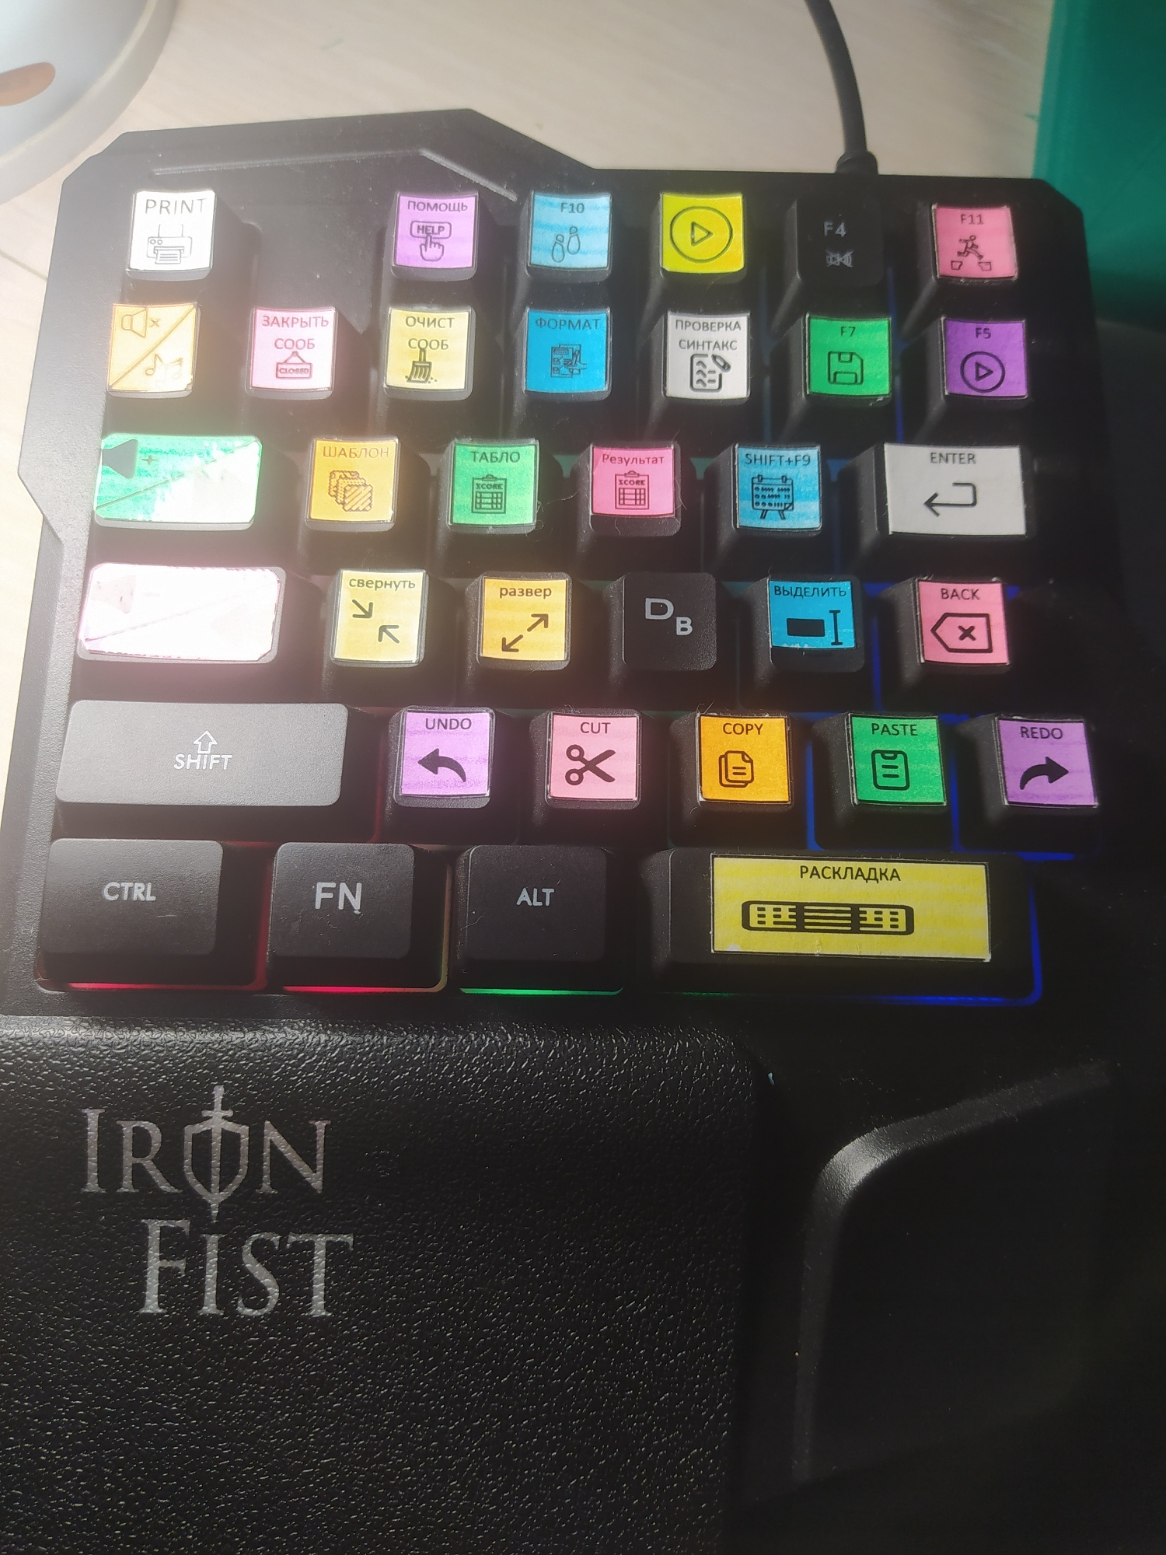 PRINT
ПОМОЩЬ
HELP
F10
F4
F11
ЗАКРЫТЬ
СООБ
CLOSED
ОЧИСТ
СООБ
ФОРМАТ
ПРОВЕРКА
СИНТАКС
F7
F5
ШАБЛОН
ТАБЛО
SCORE
Результат
SCORE
SHIFT+F9
ENTER
свернуть
развер
DB
ВЫДЕЛИТЬ
BACK
SHIFT
UNDO
CUT
COPY
PASTE
REDO
CTRL
FN
ALT
РАСКЛАДКА
IRON
FIST